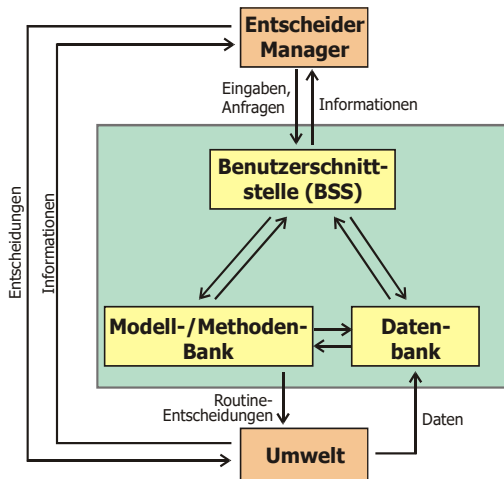 Entscheider
Manager
Eingaben,
Anfragen
Informationen
Benutzerschnitt-
stelle (BSS)
Entscheidungen
Informationen
Modell-/Methoden-
Bank
Daten-
bank
Routine-
Entscheidungen
Daten
Umwelt